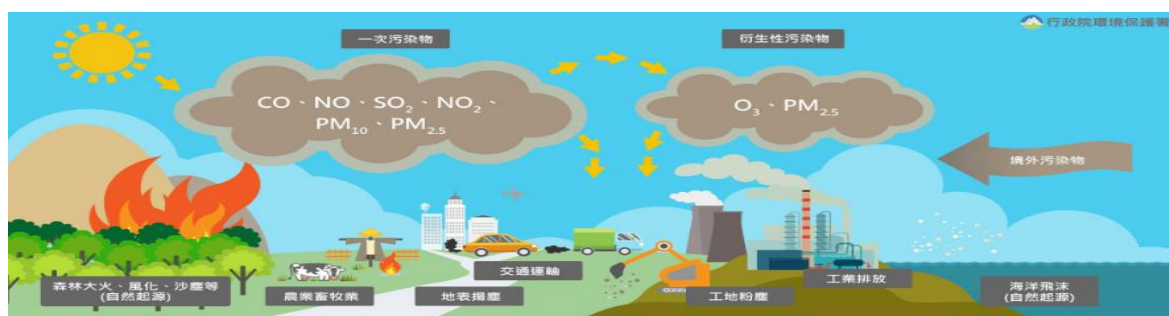 行政院環境保護署
一次污染物
衍生性污染物
CO、NO、SO₂、NO₂、
PM₁₀、PM₂.₅
O₃、PM₂.₅
境外污染物
交通運輸
工業排放
森林大火、風化、沙塵等
(自然起源)
農業畜牧業
地表揚塵
工地粉塵
海洋飛沫
(自然起源)